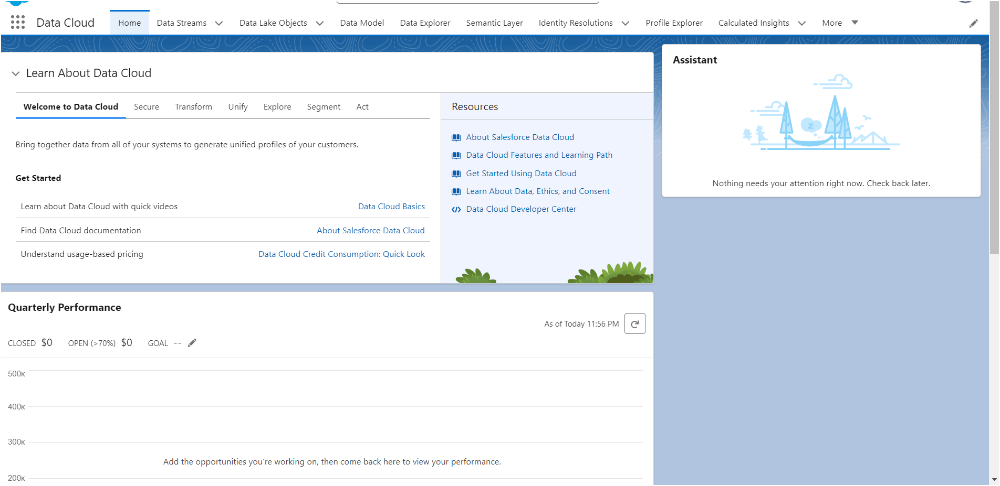 Data Cloud Home Data Streams Data Lake Objects Data Model Data Explorer Semantic Layer Identity Resolutions Profile Explorer Calculated Insights More
Learn About Data Cloud
Welcome to Data Cloud Secure Transform Unify Explore Segment Act
Bring together data from all of your systems to generate unified profiles of your customers.
Get Started
Learn about Data Cloud with quick videos Data Cloud Basics
Find Data Cloud documentation About Salesforce Data Cloud
Understand usage-based pricing Data Cloud Credit Consumption: Quick Look
Resources
About Salesforce Data Cloud
Data Cloud Features and Learning Path
Get Started Using Data Cloud
Learn About Data, Ethics, and Consent
Data Cloud Developer Center
Assistant
z
Nothing needs your attention right now. Check back later.
Quarterly Performance
As of Today 11:56 PM
CLOSED $0 OPEN (>70%) $0 GOAL --
500K
400K
300K
Add the opportunities you're working on, then come back here to view your performance.
200K